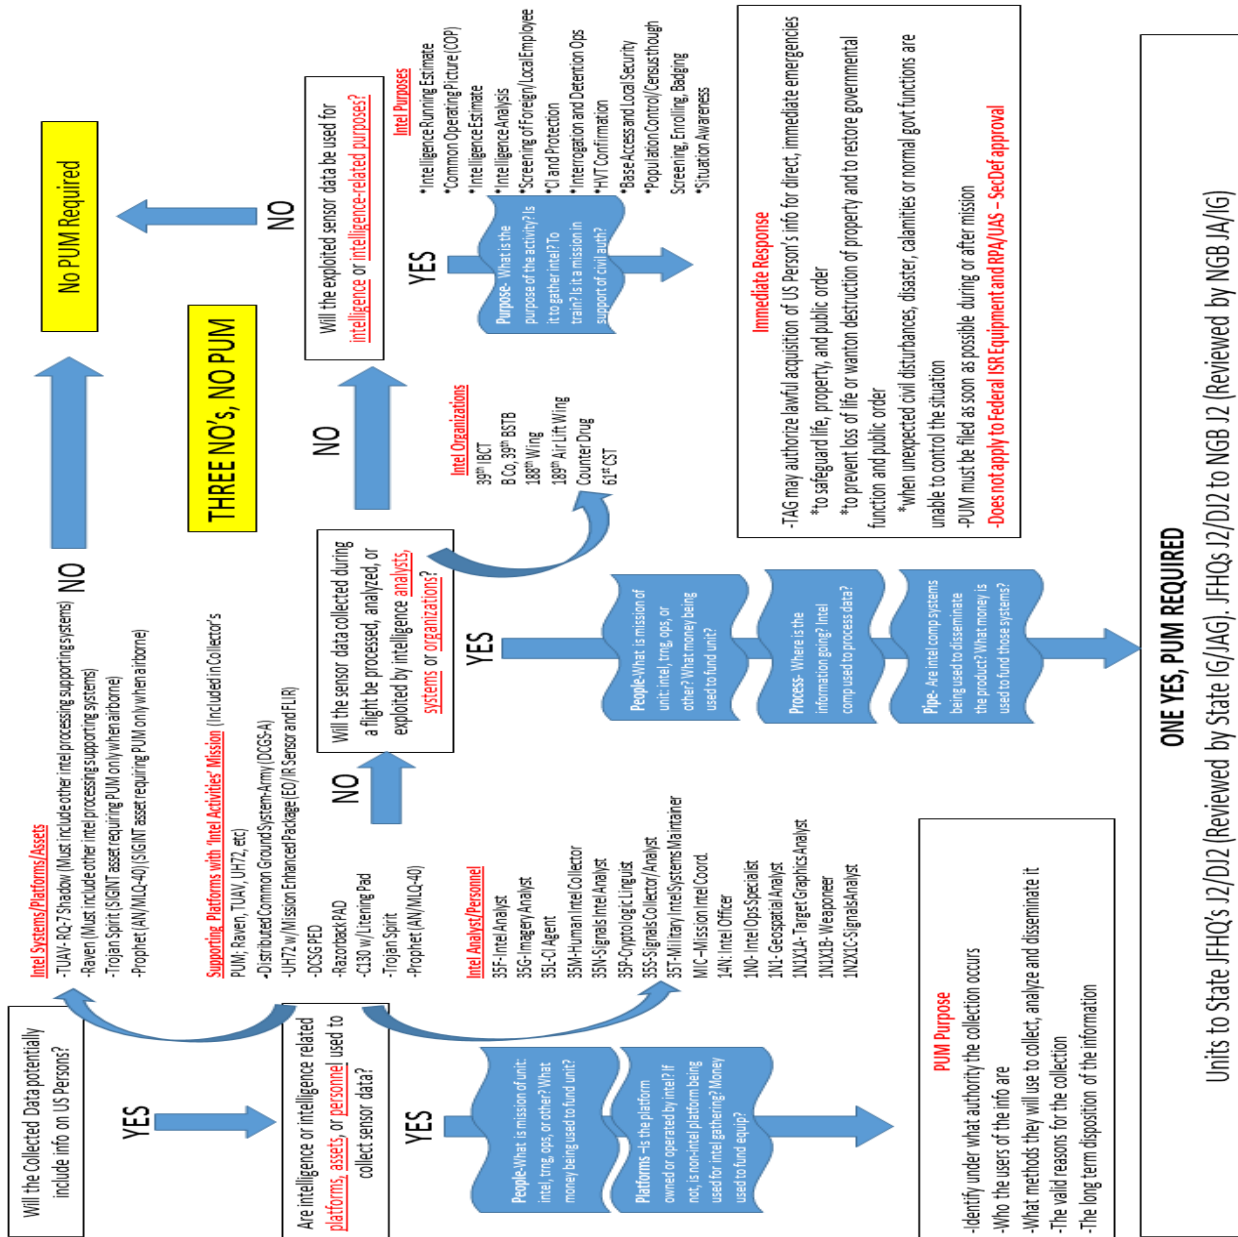 Will the Collected Data potentially
include info on US Persons?
YES
Are intelligence or intelligence related
platforms, assets, or personnel used to
collect sensor data?
YES
People-What is mission of unit:
intel, trng, ops, or other? What
money being used to fund unit?
Platforms –Is the platform
owned or operated by intel? If
not, is non-intel platform being
used for intel gathering? Money
used to fund equip?
PUM Purpose
-Identify under what authority the collection occurs
-Who the users of the info are
-What methods they will use to collect, analyze and disseminate it
-The valid reasons for the collection
-The long term disposition of the information
Intel Systems/Platforms/Assets
-TUAV-RQ-7 Shadow (Must include other intel processing supporting systems)
-Raven (Must include other intel processing supporting systems)
-Trojan Spirit (SIGINT asset requiring PUM only when airborne)
-Prophet (AN/MLQ-40) (SIGINT asset requiring PUM only when airborne)
NO
Supporting Platforms with 'Intel Activities' Mission (Included in Collector's
PUM; Raven, TUAV, UH72, etc)
-Distributed Common Ground System-Army (DCGS-A)
-UH72 w/ Mission Enhanced Package (EO/IR Sensor and FLIR)
-DCSG PED
-Razorback PAD
-C130 w/ Litening Pad
-Trojan Spirit
-Prophet (AN/MLQ-40)
NO
Intel Analyst/Personnel
35F-Intel Analyst
35G-Imagery Analyst
35L-CI Agent
35M-Human Intel Collector
35N-Signals Intel Analyst
35P-Cryptologic Linguist
35S-Signals Collector/Analyst
35T-Military Intel Systems Maintainer
MIC–Mission Intel Coord.
14N: Intel Officer
1N0- Intel Ops Specialist
1N1- Geospatial Analyst
1N1X1A- Target Graphics Analyst
1N1X1B- Weaponeer
1N2X1C-Signals Analyst
Will the sensor data collected during
a flight be processed, analyzed, or
exploited by intelligence analysts,
systems or organizations?
YES
People-What is mission of
unit: intel, trng, ops, or
other? What money being
used to fund unit?
Process- Where is the
information going? Intel
comp used to process data?
Pipe- Are intel comp systems
being used to disseminate
the product? What money is
used to fund those systems?
NO
Intel Organizations
39th IBCT
B Co, 39th BSTB
188th Wing
189th Air Lift Wing
Counter Drug
61st CST
THREE NO's, NO PUM
No PUM Required
NO
Will the exploited sensor data be used for
intelligence or intelligence-related purposes?
YES
Purpose- What is the
purpose of the activity? Is
it to gather intel? To
train? Is it a mission in
support of civil auth?
Intel Purposes
*Intelligence Running Estimate
*Common Operating Picture (COP)
*Intelligence Estimate
*Intelligence Analysis
*Screening of Foreign/Local Employee
*CI and Protection
*Interrogation and Detention Ops
*HVT Confirmation
*Base Access and Local Security
*Population Control/Census though
Screening, Enrolling, Badging
*Situation Awareness
Immediate Response
-TAG may authorize lawful acquisition of US Person's info for direct, immediate emergencies
*to safeguard life, property, and public order
*to prevent loss of life or wanton destruction of property and to restore governmental
function and public order
*when unexpected civil disturbances, disaster, calamities or normal govt functions are
unable to control the situation
-PUM must be filed as soon as possible during or after mission
-Does not apply to Federal ISR Equipment and RPA/UAS – SecDef approval
ONE YES, PUM REQUIRED
Units to State JFHQ's J2/DJ2 (Reviewed by State IG/JAG). JFHQs J2/DJ2 to NGB J2 (Reviewed by NGB JA/IG)